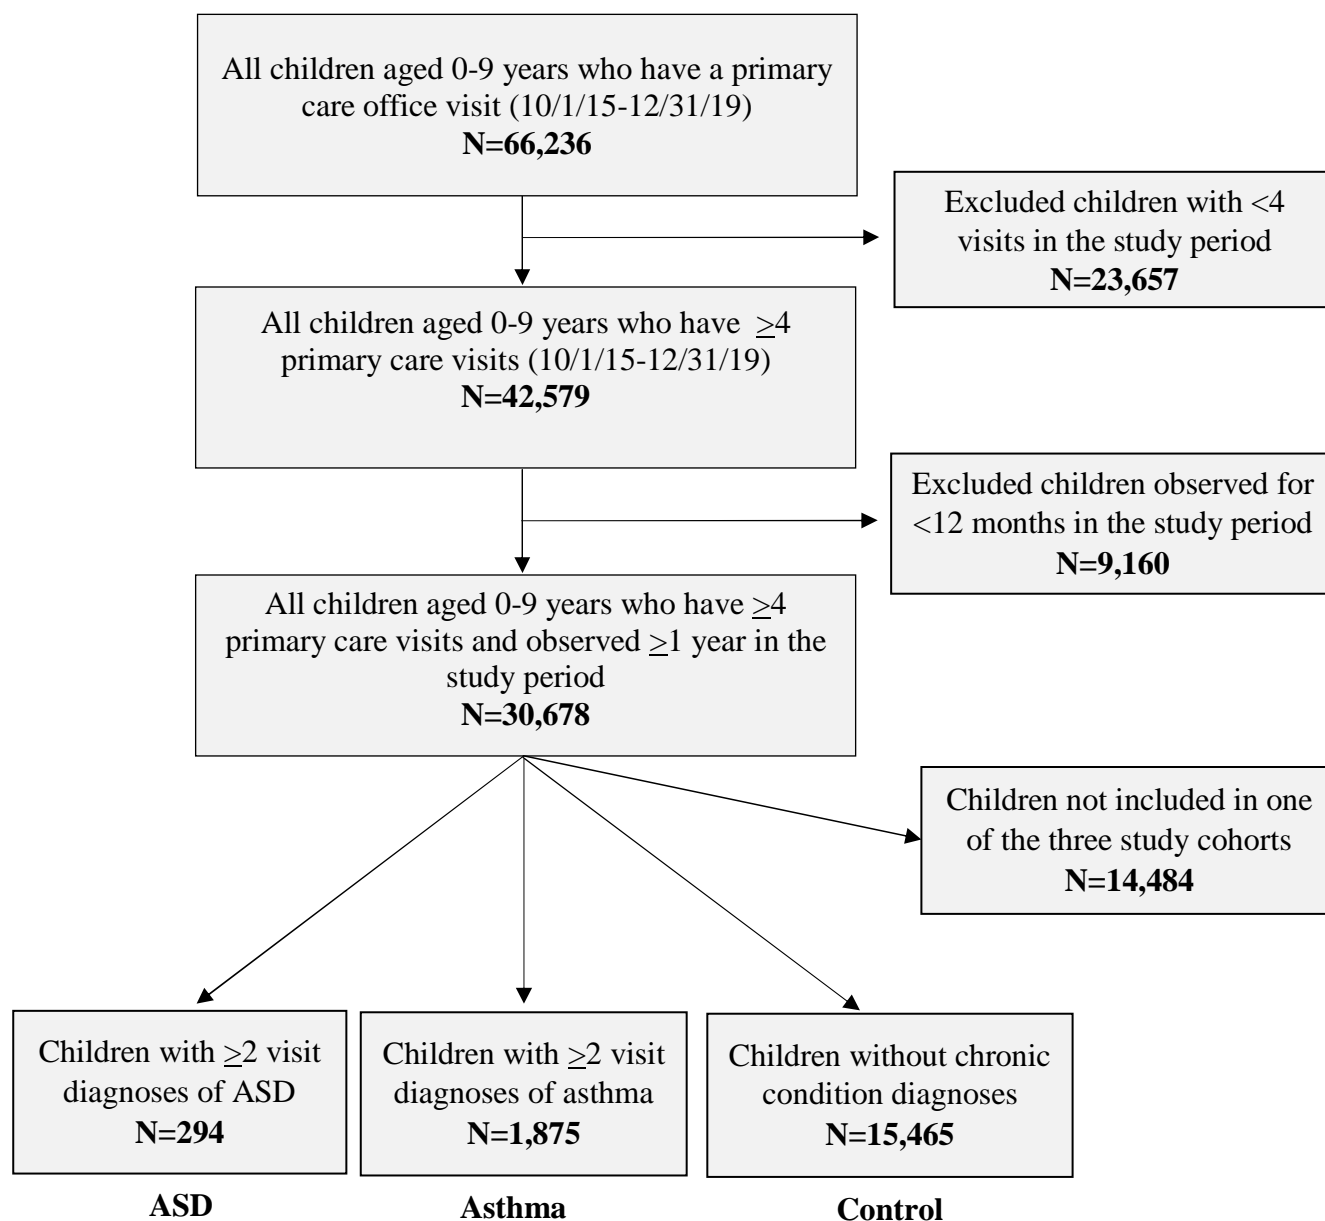 All children aged 0-9 years who have a primary
care office visit (10/1/15-12/31/19)
N=66,236
Excluded children with <4
visits in the study period
N=23,657
All children aged 0-9 years who have ≥4
primary care visits (10/1/15-12/31/19)
N=42,579
Excluded children observed for
<12 months in the study period
N=9,160
All children aged 0-9 years who have ≥4
primary care visits and observed ≥1 year in the
study period
N=30,678
Children not included in one
of the three study cohorts
N=14,484
Children with ≥2 visit
diagnoses of ASD
N=294
Children with ≥2 visit
diagnoses of asthma
N=1,875
Children without chronic
condition diagnoses
N=15,465
ASD
Asthma
Control